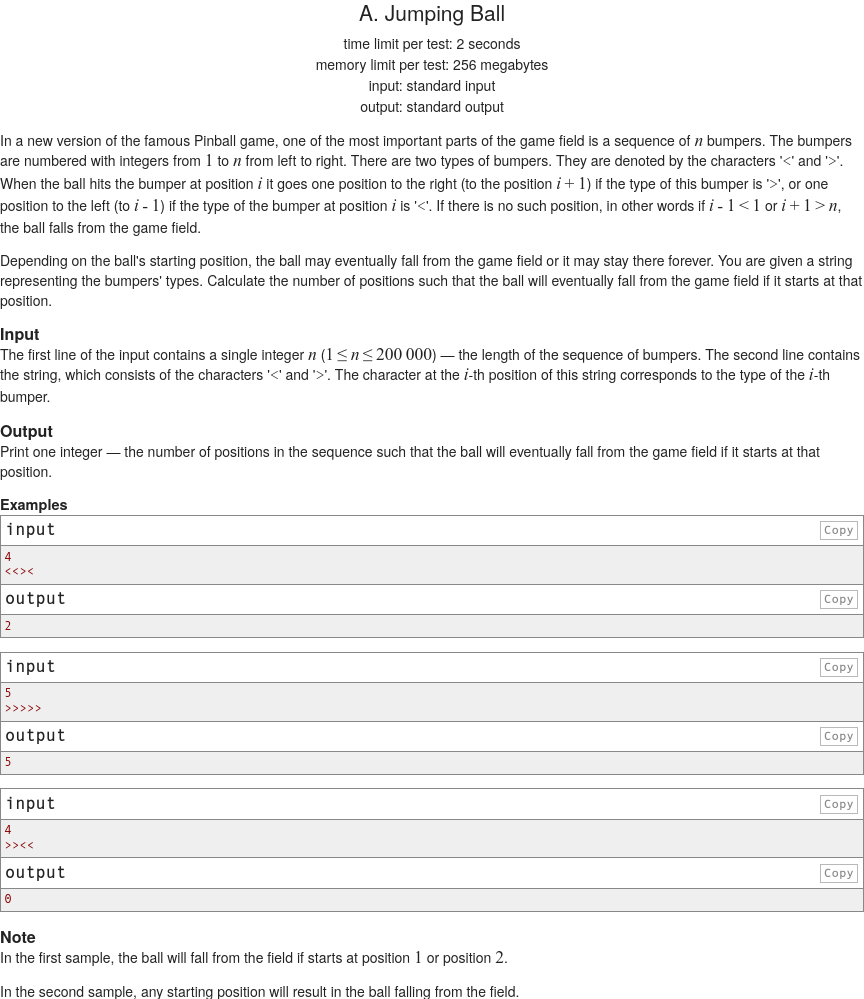 A. Jumping Ball
time limit per test: 2 seconds
memory limit per test: 256 megabytes
input: standard input
output: standard output
In a new version of the famous Pinball game, one of the most important parts of the game field is a sequence of n bumpers. The bumpers
are numbered with integers from 1 to n from left to right. There are two types of bumpers. They are denoted by the characters '<' and '>'.
When the ball hits the bumper at position i it goes one position to the right (to the position i + 1) if the type of this bumper is '>', or one
position to the left (to i - 1) if the type of the bumper at position i is '<'. If there is no such position, in other words if i - 1 < 1 or i + 1 > n,
the ball falls from the game field.
Depending on the ball's starting position, the ball may eventually fall from the game field or it may stay there forever. You are given a string
representing the bumpers' types. Calculate the number of positions such that the ball will eventually fall from the game field if it starts at that
position.
Input
The first line of the input contains a single integer n (1 ≤ n ≤ 200 000) — the length of the sequence of bumpers. The second line contains
the string, which consists of the characters '<' and '>'. The character at the i-th position of this string corresponds to the type of the i-th
bumper.
Output
Print one integer — the number of positions in the sequence such that the ball will eventually fall from the game field if it starts at that
position.
Examples
input Copy
4
<<><
output Copy
2
input Copy
5
>>>>>
output Copy
5
input Copy
4
>><<
output Copy
0
Note
In the first sample, the ball will fall from the field if starts at position 1 or position 2.
In the second sample, any starting position will result in the ball falling from the field.